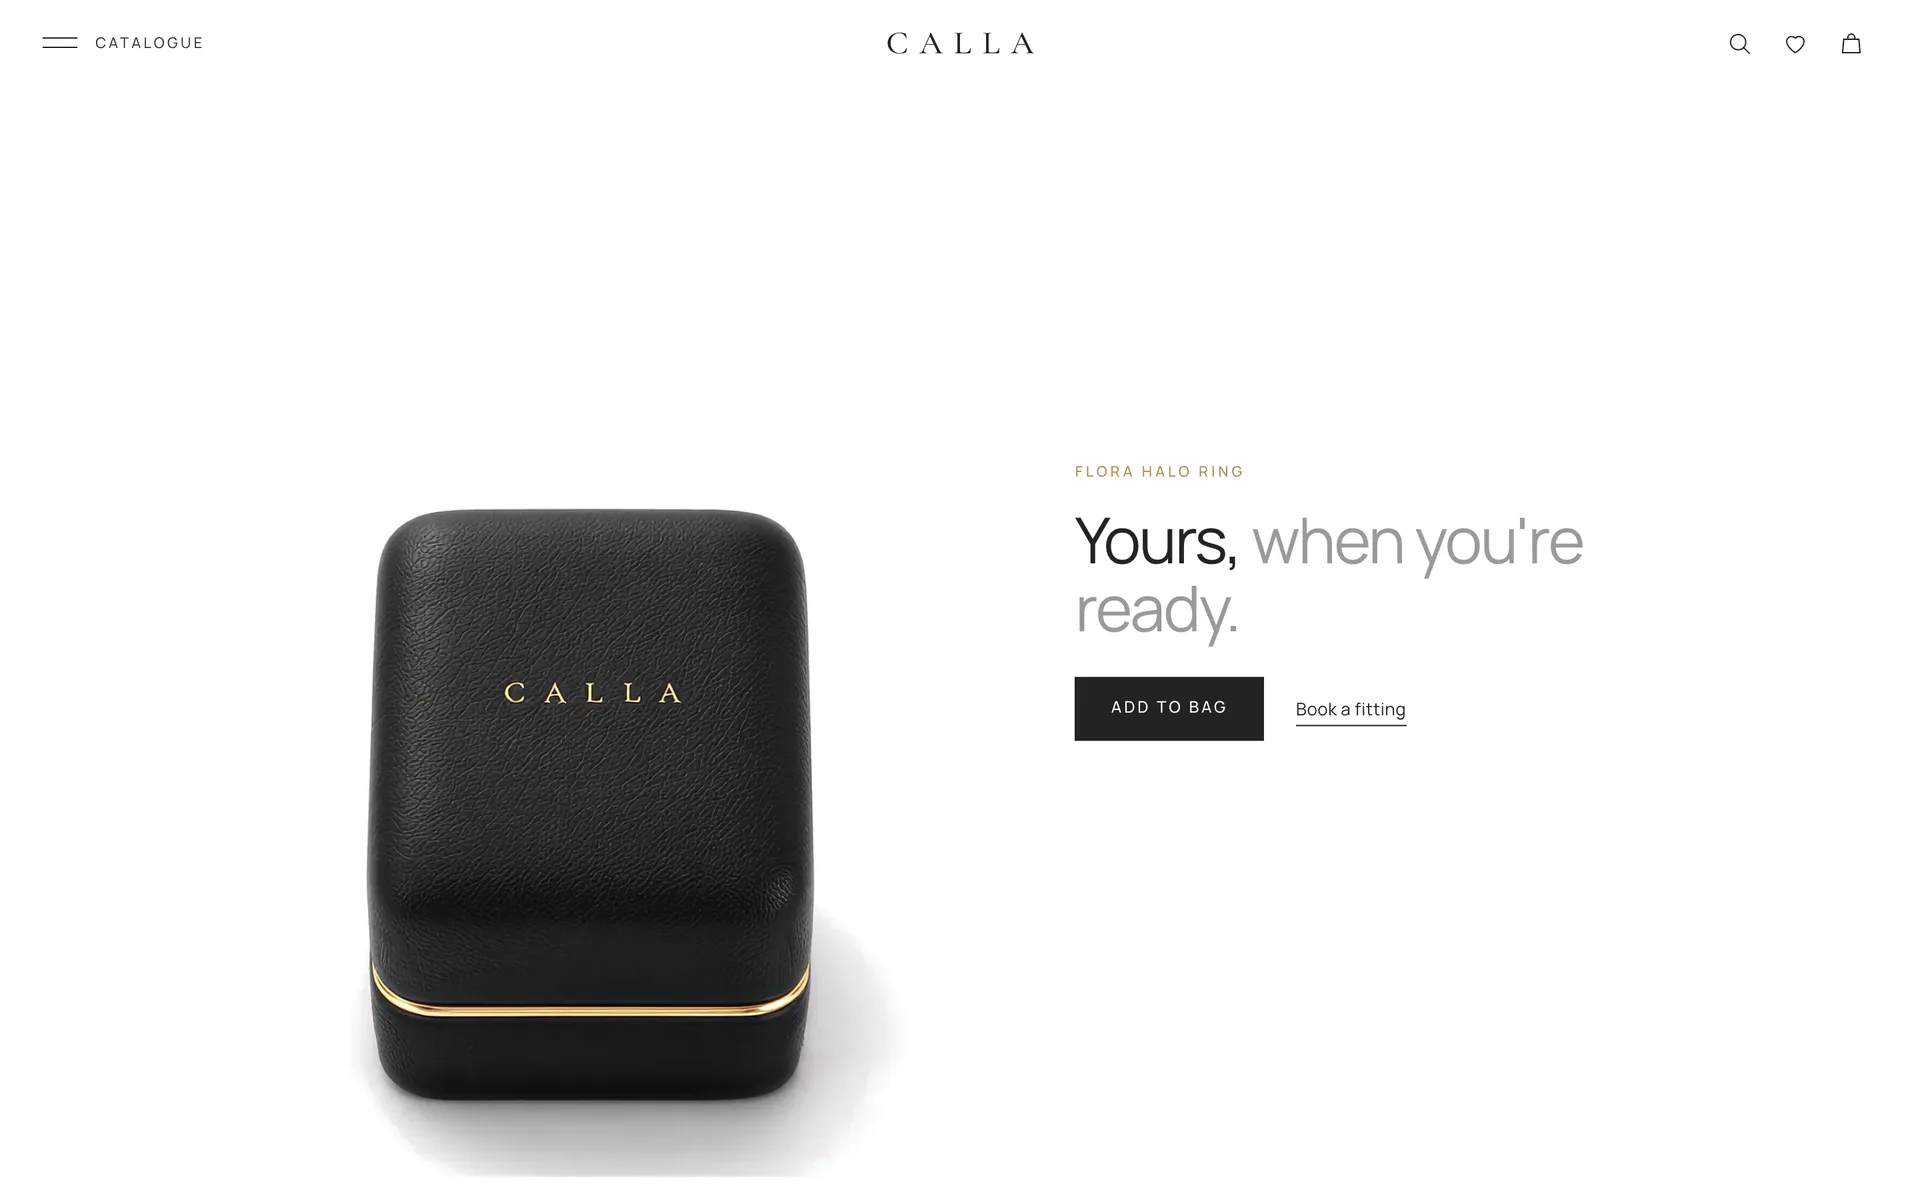 CATALOGUE
CALLA
FLORA HALO RING
Yours, when you're
ready.
CALLA
ADD TO BAG
Book a fitting